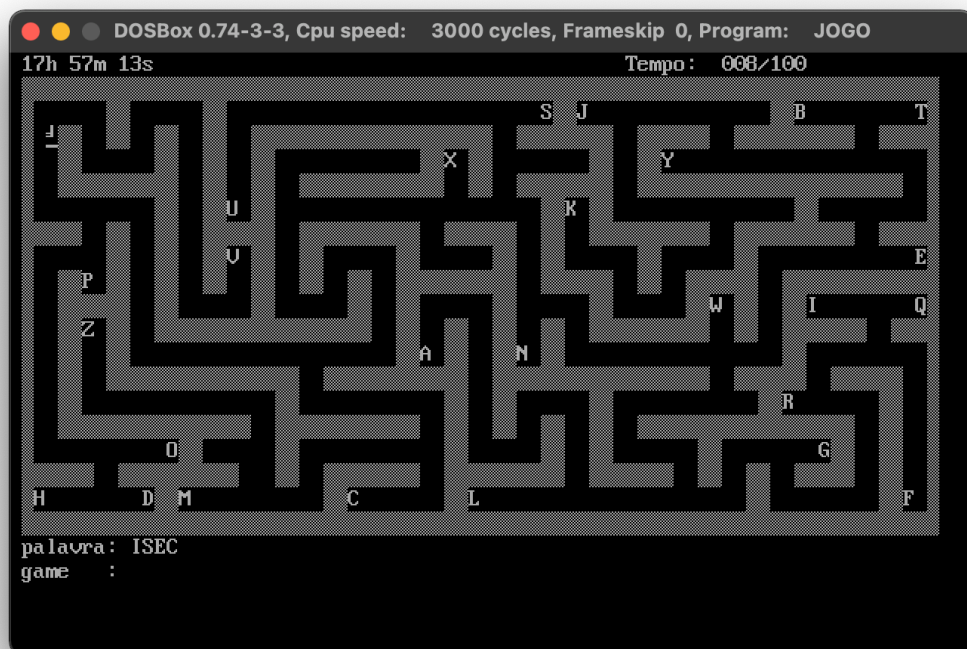 DOSBox 0.74-3-3, Cpu speed: 3000 cycles, Frameskip 0, Program: JOGO
17h 57m 13s Tempo: 008/100
S J B T
X Y
U K
V E
P
W I Q
Z
A N
R
O G
H D M C L F
palavra: ISEC
game :